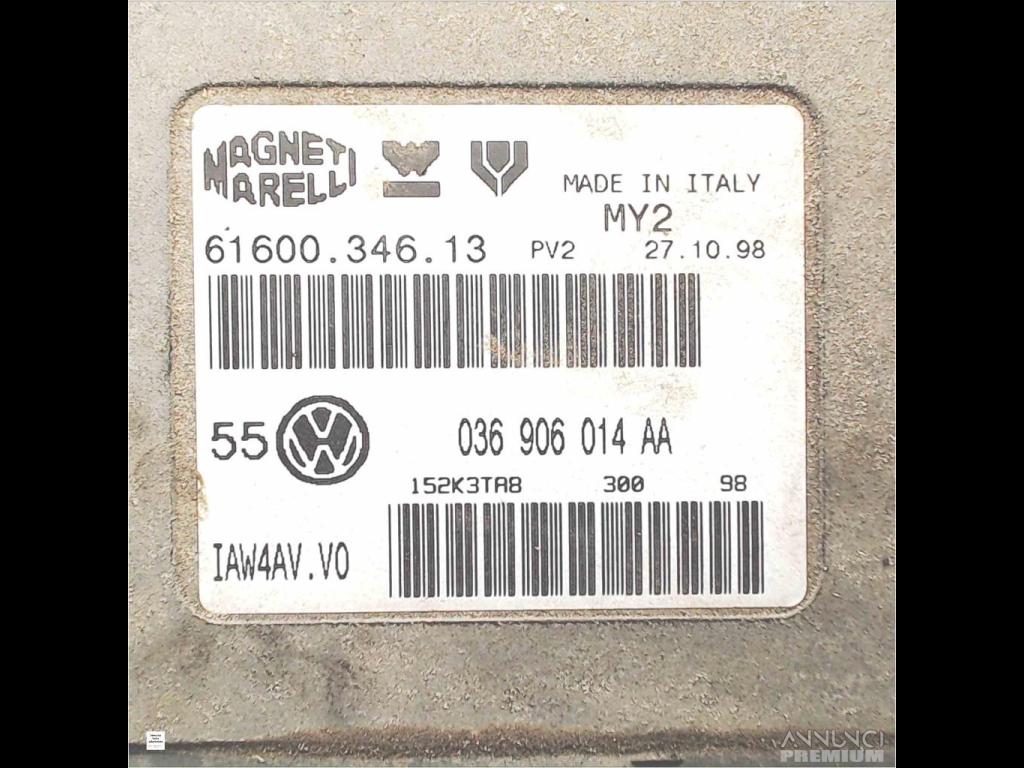 MAGNETI
MARELLI
MADE IN ITALY
MY2
61600.346.13 PV2 27.10.98
55 036 906 014 AA
152K3TA8 300 98
IAW4AV.V0
ANNUNCI
PREMIUM